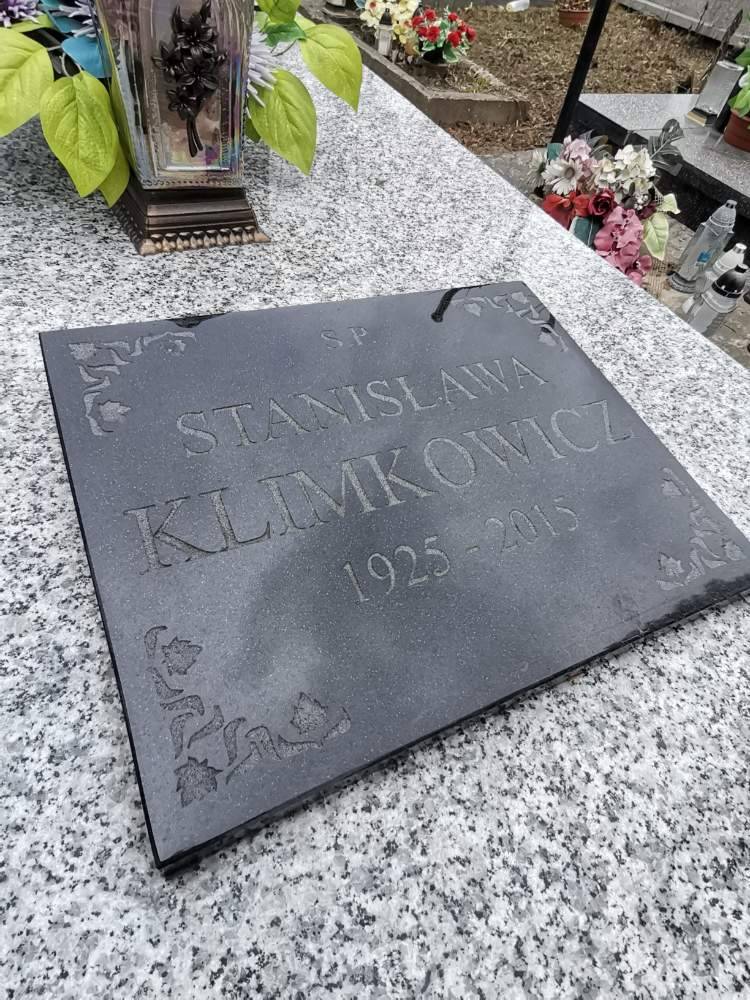 S P
STANISŁAWA
KLIMKOWICZ
1925 - 2015